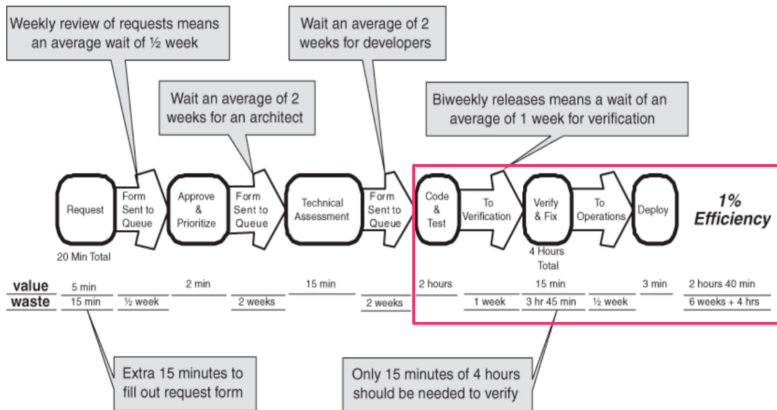 Weekly review of requests means
an average wait of ½ week
Wait an average of 2
weeks for developers
Wait an average of 2
weeks for an architect
Biweekly releases means a wait of an
average of 1 week for verification
Request
Form
Sent to
Queue
Approve
&
Prioritize
Form
Sent to
Queue
Technical
Assessment
Form
Sent to
Queue
Code
&
Test
To
Verification
Verify
& Fix
To
Operations
Deploy
1%
Efficiency
20 Min Total
4 Hours
Total
value 5 min 2 min 15 min 2 hours 15 min 3 min 2 hours 40 min
waste 15 min ½ week 2 weeks 2 weeks 1 week 3 hr 45 min ½ week 6 weeks + 4 hrs
Extra 15 minutes to
fill out request form
Only 15 minutes of 4 hours
should be needed to verify